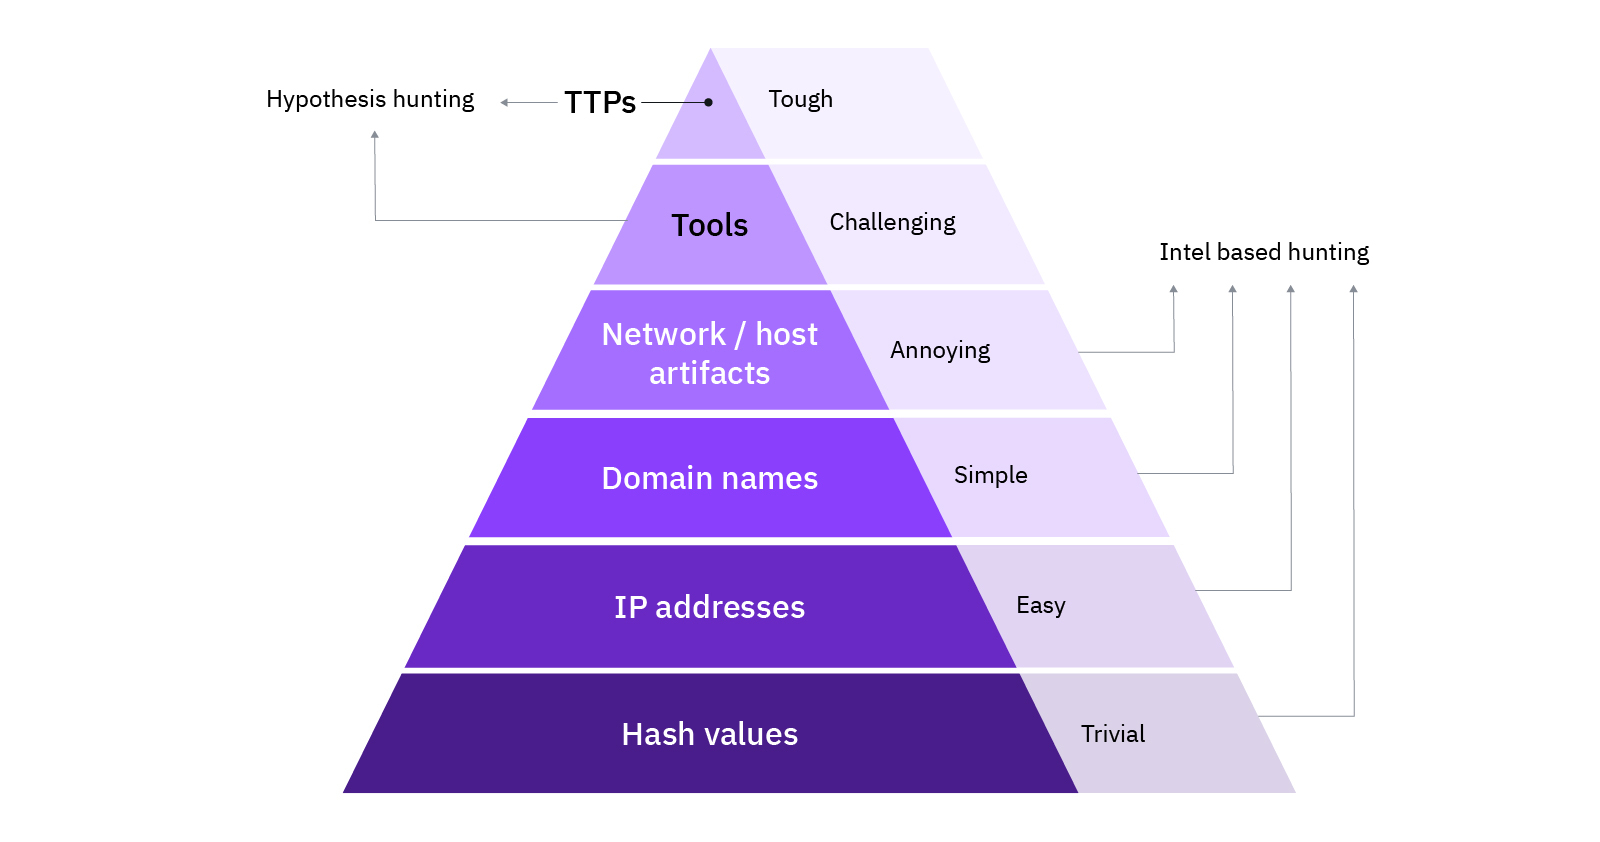 Hypothesis hunting
TTPs
Tough
Tools
Challenging
Intel based hunting
Network / host
artifacts
Annoying
Domain names
Simple
IP addresses
Easy
Hash values
Trivial